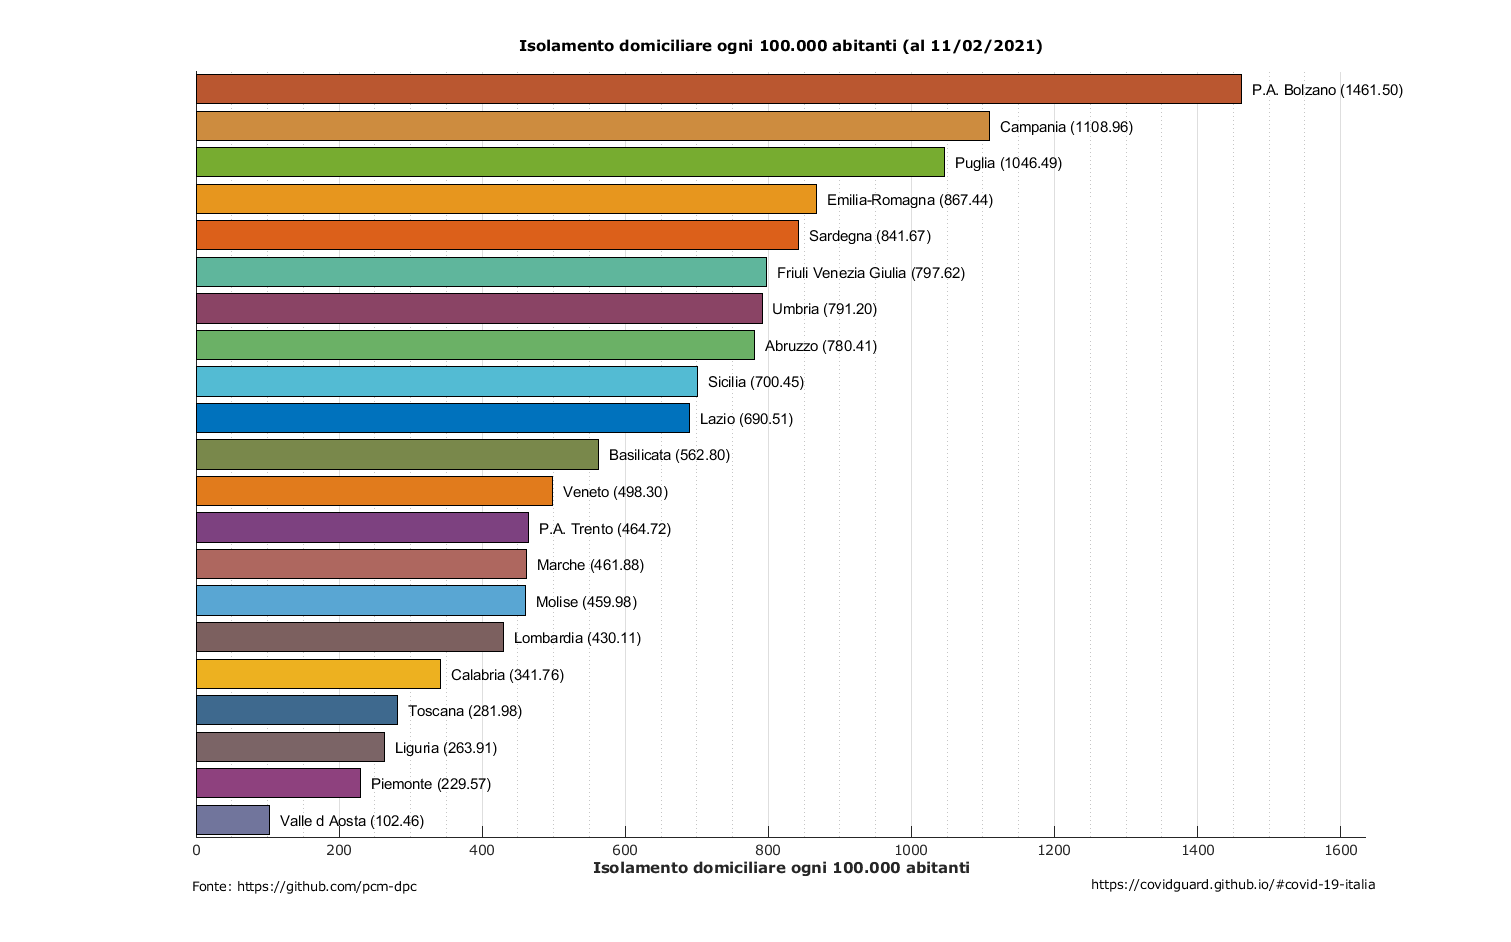 Isolamento domiciliare ogni 100.000 abitanti (al 11/02/2021)
P.A. Bolzano (1461.50)
Campania (1108.96)
Puglia (1046.49)
Emilia-Romagna (867.44)
Sardegna (841.67)
Friuli Venezia Giulia (797.62)
Umbria (791.20)
Abruzzo (780.41)
Sicilia (700.45)
Lazio (690.51)
Basilicata (562.80)
Veneto (498.30)
P.A. Trento (464.72)
Marche (461.88)
Molise (459.98)
Lombardia (430.11)
Calabria (341.76)
Toscana (281.98)
Liguria (263.91)
Piemonte (229.57)
Valle d Aosta (102.46)
0 200 400 600 800 1000 1200 1400 1600
Isolamento domiciliare ogni 100.000 abitanti
Fonte: https://github.com/pcm-dpc
https://covidguard.github.io/#covid-19-italia